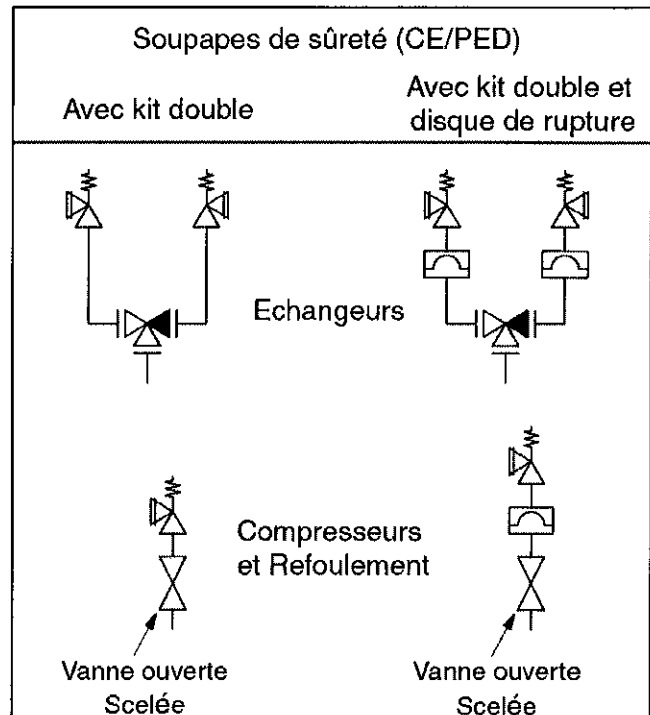 Soupapes de sûreté (CE/PED)
Avec kit double
Avec kit double et
disque de rupture
Echangeurs
Compresseurs
et Refoulement
Vanne ouverte
Scelée
Vanne ouverte
Scelée